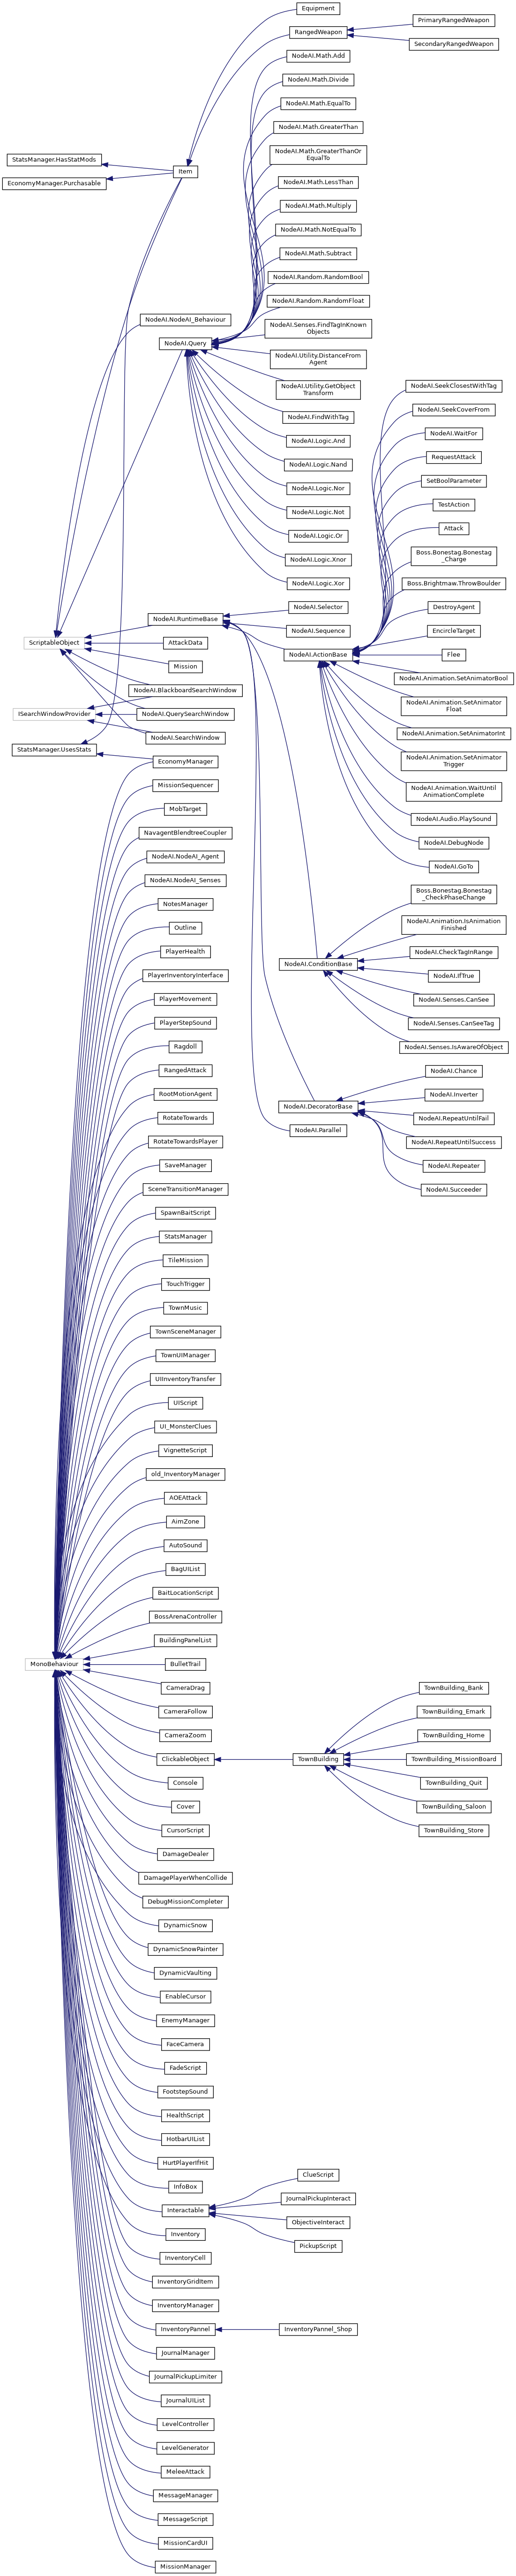 Equipment
RangedWeapon
PrimaryRangedWeapon
SecondaryRangedWeapon
NodeAI.Math.Add
NodeAI.Math.Divide
NodeAI.Math.EqualTo
NodeAI.Math.GreaterThan
NodeAI.Math.GreaterThanOr
EqualTo
StatsManager.HasStatMods
EconomyManager.Purchasable
Item
NodeAI.Math.LessThan
NodeAI.Math.Multiply
NodeAI.Math.NotEqualTo
NodeAI.Math.Subtract
NodeAI.Random.RandomBool
NodeAI.Random.RandomFloat
NodeAI.NodeAI_Behaviour
NodeAI.Query
NodeAI.Senses.FindTagInKnown
Objects
NodeAI.Utility.DistanceFrom
Agent
NodeAI.Utility.GetObject
Transform
NodeAI.FindWithTag
NodeAI.Logic.And
NodeAI.Logic.Nand
NodeAI.Logic.Nor
NodeAI.Logic.Not
NodeAI.Logic.Or
NodeAI.Logic.Xnor
NodeAI.Logic.Xor
NodeAI.SeekClosestWithTag
NodeAI.SeekCoverFrom
NodeAI.WaitFor
RequestAttack
SetBoolParameter
TestAction
Attack
Boss.Bonestag.Bonestag
_Charge
Boss.Brightmaw.ThrowBoulder
DestroyAgent
EncircleTarget
Flee
NodeAI.Animation.SetAnimatorBool
NodeAI.Animation.SetAnimator
Float
NodeAI.Animation.SetAnimatorInt
NodeAI.Animation.SetAnimator
Trigger
NodeAI.Animation.WaitUntil
AnimationComplete
NodeAI.Audio.PlaySound
NodeAI.DebugNode
NodeAI.GoTo
ScriptableObject
NodeAI.RuntimeBase
AttackData
Mission
NodeAI.Selector
NodeAI.Sequence
NodeAI.ActionBase
NodeAI.BlackboardSearchWindow
ISearchWindowProvider
NodeAI.QuerySearchWindow
NodeAI.SearchWindow
StatsManager.UsesStats
EconomyManager
MissionSequencer
MobTarget
NavagentBlendtreeCoupler
NodeAI.NodeAI_Agent
NodeAI.NodeAI_Senses
NotesManager
Outline
PlayerHealth
PlayerInventoryInterface
PlayerMovement
PlayerStepSound
Ragdoll
RangedAttack
RootMotionAgent
RotateTowards
RotateTowardsPlayer
SaveManager
SceneTransitionManager
SpawnBaitScript
StatsManager
TileMission
TouchTrigger
TownMusic
TownSceneManager
TownUIManager
UIInventoryTransfer
UIScript
UI_MonsterClues
VignetteScript
old_InventoryManager
AOEAttack
AimZone
AutoSound
BagUIList
BaitLocationScript
BossArenaController
BuildingPanelList
MonoBehaviour
BulletTrail
CameraDrag
CameraFollow
CameraZoom
ClickableObject
Console
Cover
CursorScript
DamageDealer
DamagePlayerWhenCollide
DebugMissionCompleter
DynamicSnow
DynamicSnowPainter
DynamicVaulting
EnableCursor
EnemyManager
FaceCamera
FadeScript
FootstepSound
HealthScript
HotbarUIList
HurtPlayerIfHit
InfoBox
Interactable
Inventory
InventoryCell
InventoryGridItem
InventoryManager
InventoryPannel
JournalManager
JournalPickupLimiter
JournalUIList
LevelController
LevelGenerator
MeleeAttack
MessageManager
MessageScript
MissionCardUI
MissionManager
Boss.Bonestag.Bonestag
_CheckPhaseChange
NodeAI.Animation.IsAnimation
Finished
NodeAI.CheckTagInRange
NodeAI.ConditionBase
NodeAI.IfTrue
NodeAI.Senses.CanSee
NodeAI.Senses.CanSeeTag
NodeAI.Senses.IsAwareOfObject
NodeAI.Chance
NodeAI.Inverter
NodeAI.DecoratorBase
NodeAI.RepeatUntilFail
NodeAI.Parallel
NodeAI.RepeatUntilSuccess
NodeAI.Repeater
NodeAI.Succeeder
TownBuilding_Bank
TownBuilding_Emark
TownBuilding_Home
TownBuilding
TownBuilding_MissionBoard
TownBuilding_Quit
TownBuilding_Saloon
TownBuilding_Store
ClueScript
JournalPickupInteract
ObjectiveInteract
PickupScript
InventoryPannel_Shop